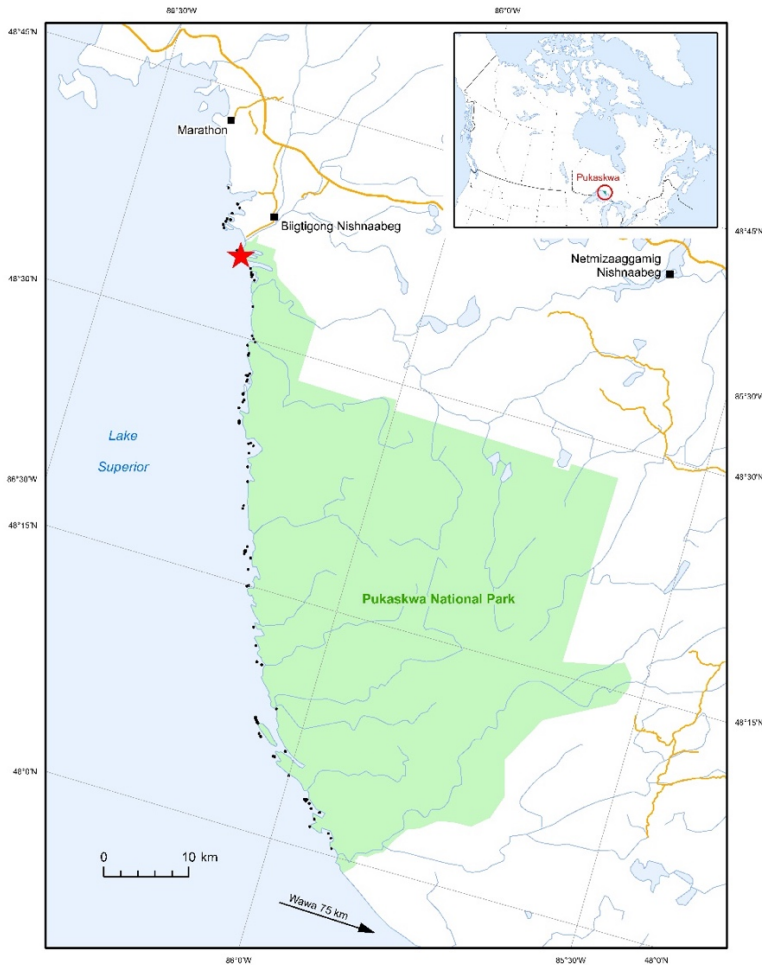 86°30'W
86°0'W
48°45'N
Marathon
Pukaskwa
Biigtigong Nishnaabeg
48°45'N
Netmizaaggamig
Nishnaabeg
48°30'N
85°30'W
Lake
Superior
86°30'W
48°30'N
48°15'N
Pukaskwa National Park
48°15'N
48°0'N
0 10 km
Wawa 75 km
86°0'W
85°30'W
48°0'N